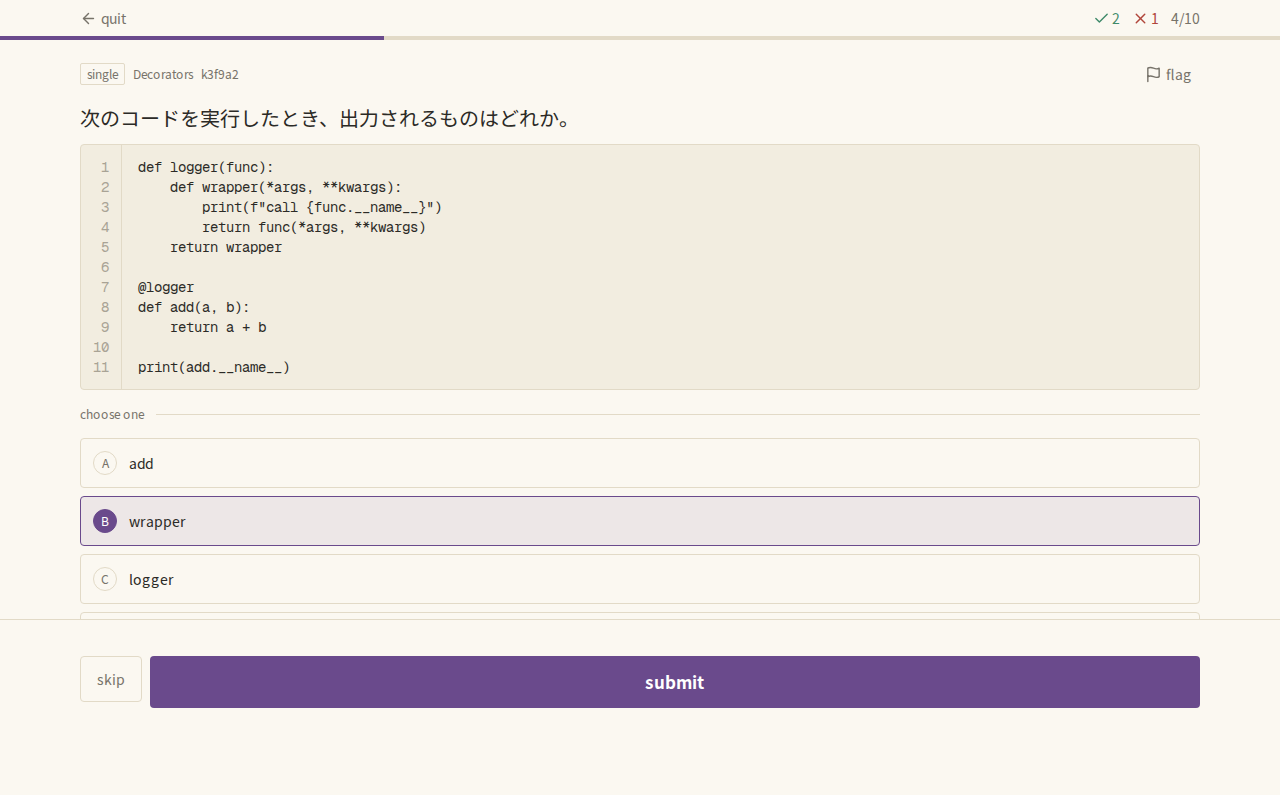 quit
2 1 4/10
single Decorators k3f9a2
flag
次のコードを実行したとき、出力されるものはどれか。
1 def logger(func):
2     def wrapper(*args, **kwargs):
3         print(f"call {func.__name__}")
4         return func(*args, **kwargs)
5     return wrapper
6
7 @logger
8 def add(a, b):
9     return a + b
10
11 print(add.__name__)
choose one
A add
B wrapper
C logger
skip
submit